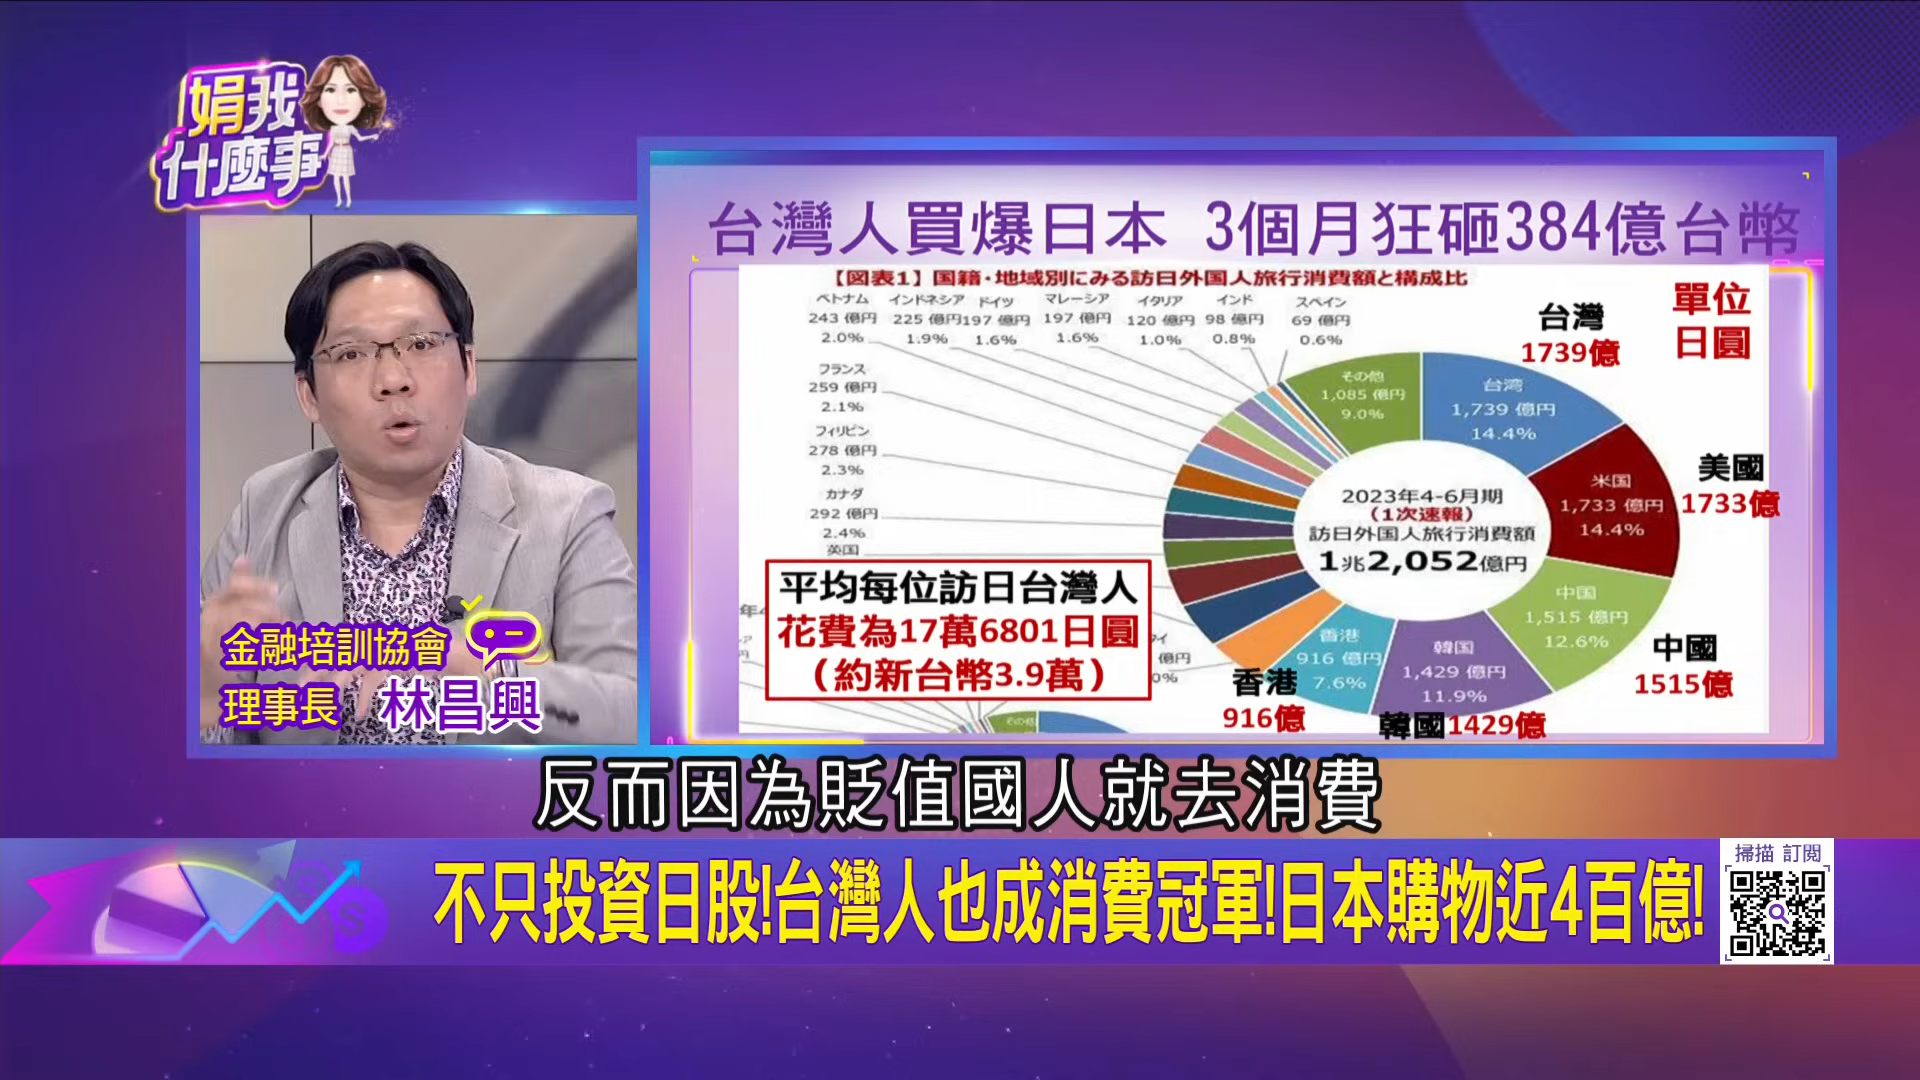 娟我
什麼事
台灣人買爆日本 3個月狂砸384億台幣
【図表1】国籍・地域別にみる訪日外国人旅行消費額と構成比
單位
日圓
ベトナム
243 億円
2.0%
インドネシア
225 億円
1.9%
ドイツ
197 億円
1.6%
マレーシア
197 億円
1.6%
イタリア
120 億円
1.0%
インド
98 億円
0.8%
スペイン
69 億円
0.6%
フランス
259 億円
2.1%
フィリピン
278 億円
2.3%
カナダ
292 億円
2.4%
英国
その他
1,085 億円
9.0%
台湾
1,739 億円
14.4%
米国
1,733 億円
14.4%
中国
1,515 億円
12.6%
韓国
1,429 億円
11.9%
香港
916 億円
7.6%
2023年4-6月期
（1次速報）
訪日外国人旅行消費額
1兆2,052億円
台灣
1739億
美國
1733億
中國
1515億
韓國1429億
香港
916億
平均每位訪日台灣人
花費為17萬6801日圓
（約新台幣3.9萬）
億円
その他
金融培訓協會
理事長 林昌興
反而因為貶值國人就去消費
不只投資日股!台灣人也成消費冠軍!日本購物近4百億!
掃描 訂閱